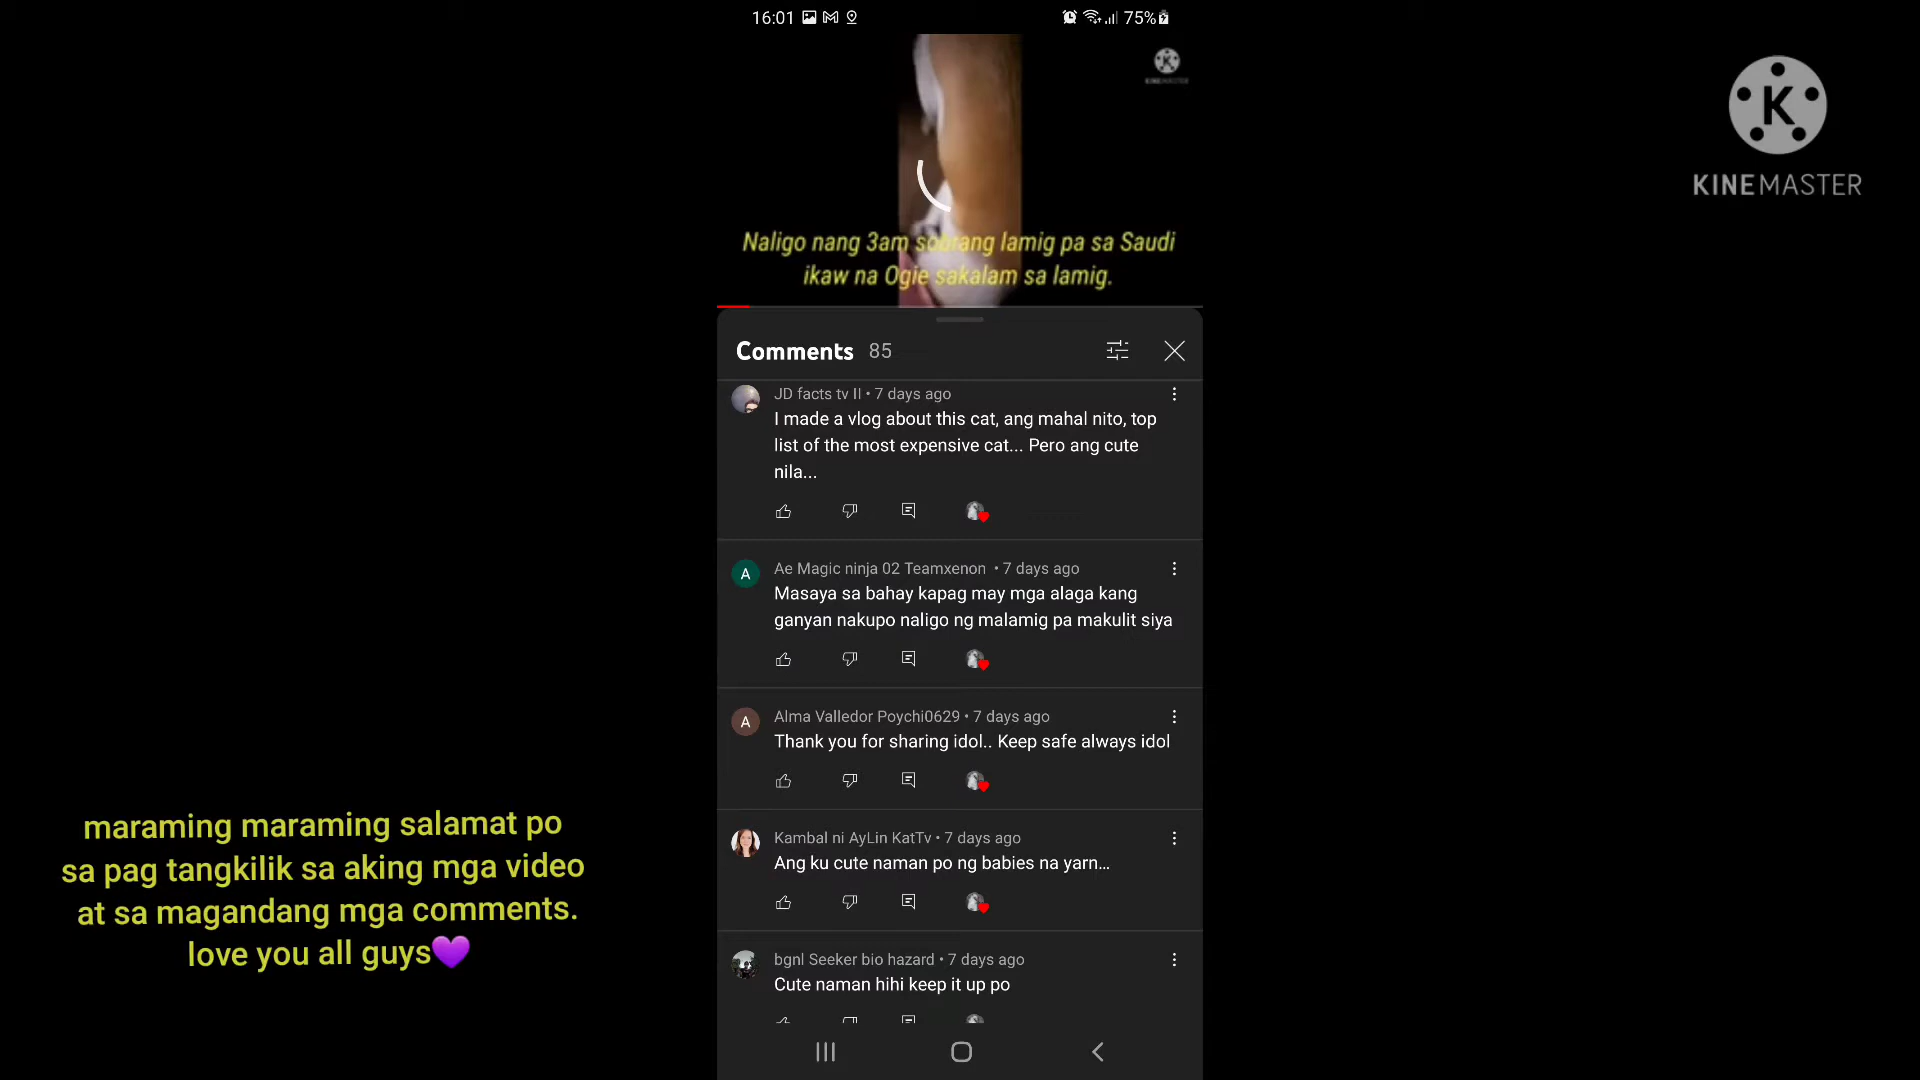 16:01
75%
KINEMASTER
K
KINEMASTER
Naligo nang 3am sobrang lamig pa sa Saudi
ikaw na Ogie sakalam sa lamig.
Comments 85
JD facts tv II • 7 days ago
I made a vlog about this cat, ang mahal nito, top
list of the most expensive cat... Pero ang cute
nila...
A
Ae Magic ninja 02 Teamxenon • 7 days ago
Masaya sa bahay kapag may mga alaga kang
ganyan nakupo naligo ng malamig pa makulit siya
A
Alma Valledor Poychi0629 • 7 days ago
Thank you for sharing idol.. Keep safe always idol
Kambal ni AyLin KatTv • 7 days ago
Ang ku cute naman po ng babies na yarn...
bgnl Seeker bio hazard • 7 days ago
Cute naman hihi keep it up po
maraming maraming salamat po
sa pag tangkilik sa aking mga video
at sa magandang mga comments.
love you all guys💜